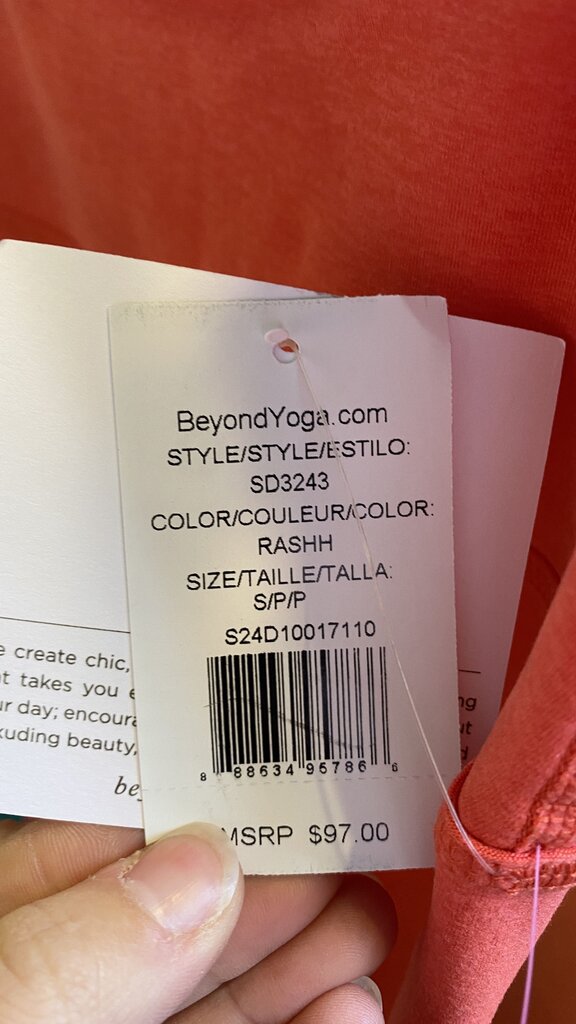 BeyondYoga.com
STYLE/STYLE/ESTILO:
SD3243
COLOR/COULEUR/COLOR:
RASHH
SIZE/TAILLE/TALLA:
S/P/P
S24D10017110
8 88634 95786 6
MSRP $97.00
create chic,
takes you
day; encoura
xuding beauty,
be